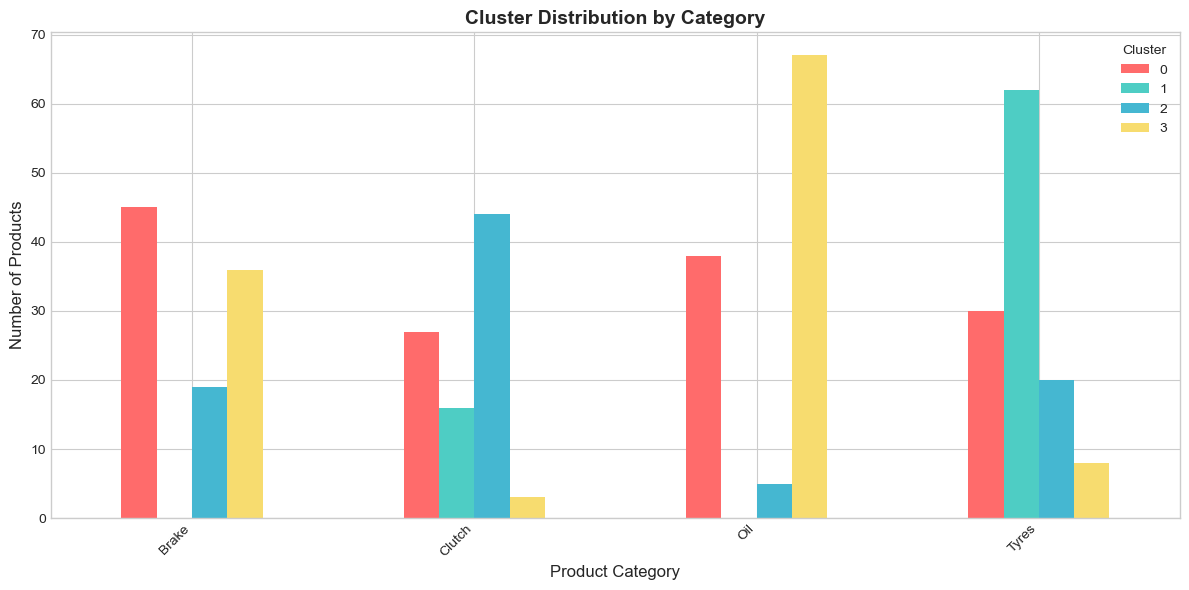 Cluster Distribution by Category
Number of Products
70
60
50
40
30
20
10
0
Cluster
0
1
2
3
Brake
Clutch
Oil
Tyres
Product Category